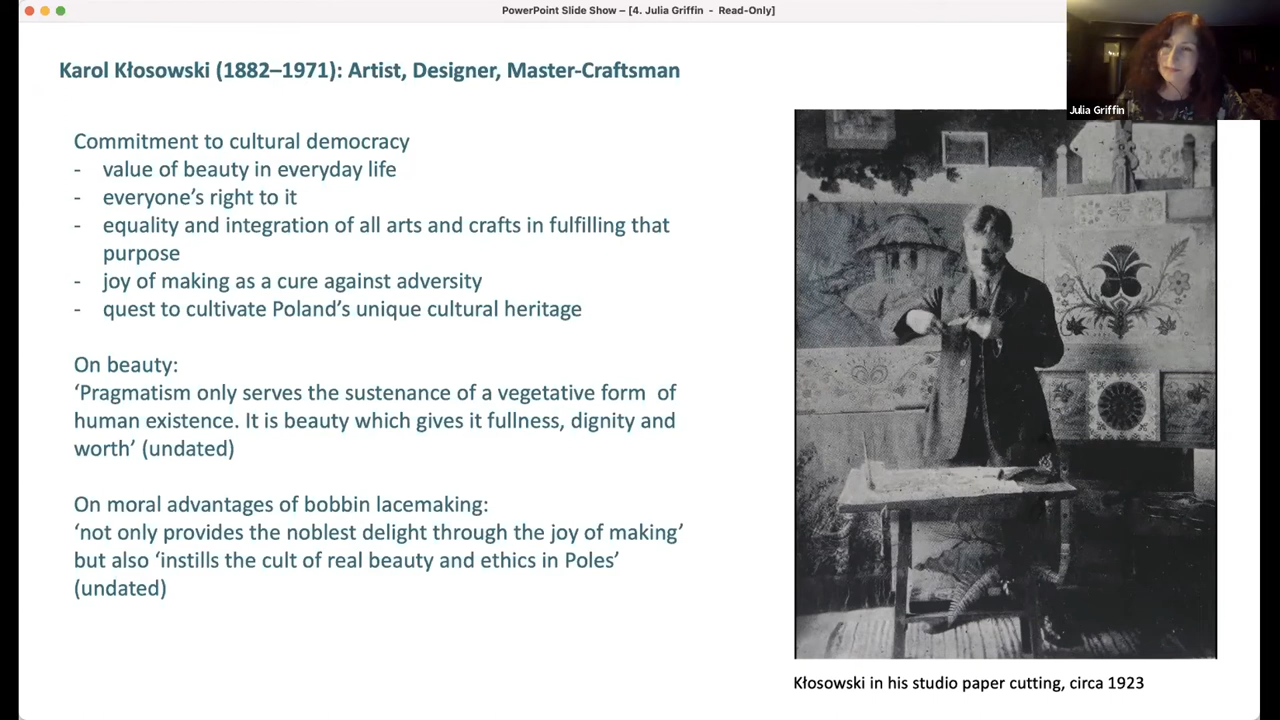 PowerPoint Slide Show – [4. Julia Griffin - Read-Only]
Julia Griffin
Karol Kłosowski (1882–1971): Artist, Designer, Master-Craftsman
Commitment to cultural democracy
- value of beauty in everyday life
- everyone’s right to it
- equality and integration of all arts and crafts in fulfilling that
purpose
- joy of making as a cure against adversity
- quest to cultivate Poland’s unique cultural heritage
On beauty:
‘Pragmatism only serves the sustenance of a vegetative form of
human existence. It is beauty which gives it fullness, dignity and
worth’ (undated)
On moral advantages of bobbin lacemaking:
‘not only provides the noblest delight through the joy of making’
but also ‘instills the cult of real beauty and ethics in Poles’
(undated)
Kłosowski in his studio paper cutting, circa 1923